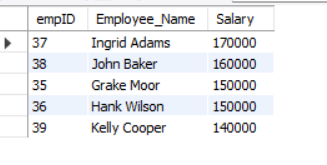 empID Employee_Name Salary
37 Ingrid Adams 170000
38 John Baker 160000
35 Grake Moor 150000
36 Hank Wilson 150000
39 Kelly Cooper 140000